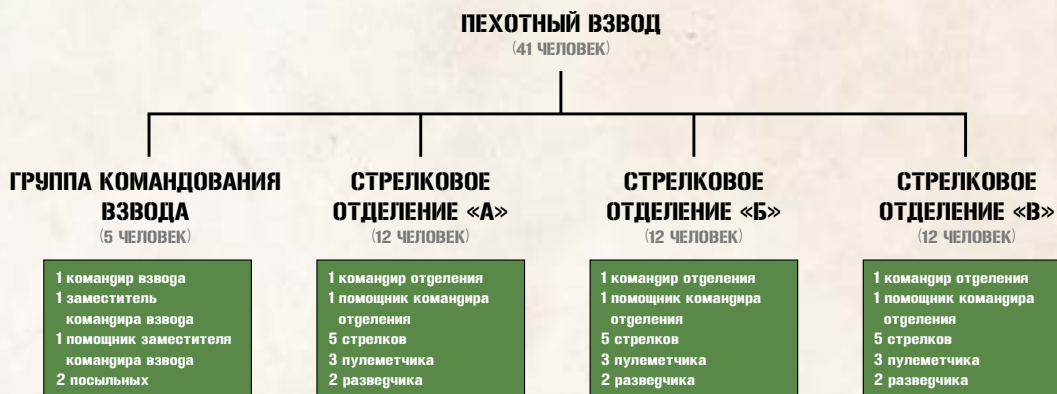 ПЕХОТНЫЙ ВЗВОД
(41 ЧЕЛОВЕК)
ГРУППА КОМАНДОВАНИЯ
ВЗВОДА
(5 ЧЕЛОВЕК)
1 командир взвода
1 заместитель
командира взвода
1 помощник заместителя
командира взвода
2 посыльных
СТРЕЛКОВОЕ
ОТДЕЛЕНИЕ «А»
(12 ЧЕЛОВЕК)
1 командир отделения
1 помощник командира
отделения
5 стрелков
3 пулеметчика
2 разведчика
СТРЕЛКОВОЕ
ОТДЕЛЕНИЕ «Б»
(12 ЧЕЛОВЕК)
1 командир отделения
1 помощник командира
отделения
5 стрелков
3 пулеметчика
2 разведчика
СТРЕЛКОВОЕ
ОТДЕЛЕНИЕ «В»
(12 ЧЕЛОВЕК)
1 командир отделения
1 помощник командира
отделения
5 стрелков
3 пулеметчика
2 разведчика